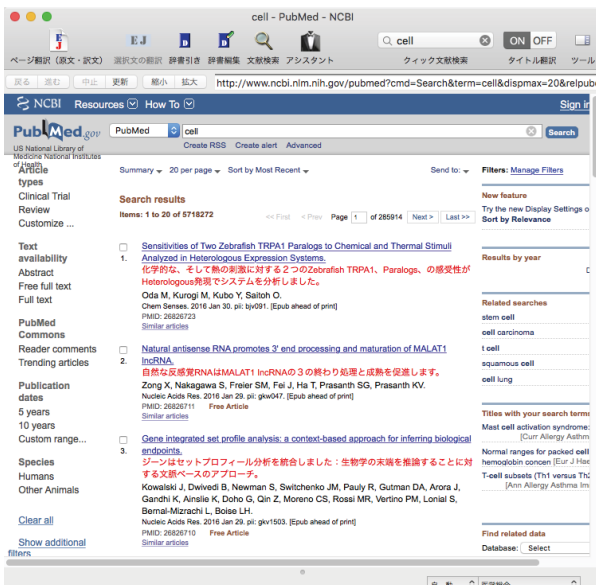 cell - PubMed - NCBI
cell
ON OFF
ページ翻訳（原文・訳文） 選択文の翻訳 辞書引き 辞書編集 文献検索 アシスタント クイック文献検索 タイトル翻訳 ツール
戻る 進む 中止 更新 縮小 拡大 http://www.ncbi.nlm.nih.gov/pubmed?cmd=Search&term=cell&dispmax=20&relpub
NCBI Resources How To Sign in
PubMed.gov PubMed cell Search
US National Library of Medicine National Institutes of Health
Create RSS Create alert Advanced
Article types
Clinical Trial
Review
Customize ...
Text availability
Abstract
Free full text
Full text
PubMed Commons
Reader comments
Trending articles
Publication dates
5 years
10 years
Custom range...
Species
Humans
Other Animals
Clear all
Show additional filters
Summary 20 per page Sort by Most Recent Send to:
Search results
Items: 1 to 20 of 5718272
<< First < Prev Page 1 of 285914 Next > Last >>
1. Sensitivities of Two Zebrafish TRPA1 Paralogs to Chemical and Thermal Stimuli
Analyzed in Heterologous Expression Systems.
化学的な、そして熱の刺激に対する２つのZebrafish TRPA1、Paralogs、の感受性が
Heterologous発現でシステムを分析しました。
Oda M, Kurogi M, Kubo Y, Saitoh O.
Chem Senses. 2016 Jan 30. pii: bjv091. [Epub ahead of print]
PMID: 26826723
Similar articles
2. Natural antisense RNA promotes 3' end processing and maturation of MALAT1
lncRNA.
自然な反感覚RNAはMALAT1 lncRNAの３の終わり処理と成熟を促進します。
Zong X, Nakagawa S, Freier SM, Fei J, Ha T, Prasanth SG, Prasanth KV.
Nucleic Acids Res. 2016 Jan 29. pii: gkw047. [Epub ahead of print]
PMID: 26826711 Free Article
Similar articles
3. Gene integrated set profile analysis: a context-based approach for inferring biological
endpoints.
ジーンはセットプロフィール分析を統合しました：生物学の末端を推論することに対
する文脈ベースのアプローチ。
Kowalski J, Dwivedi B, Newman S, Switchenko JM, Pauly R, Gutman DA, Arora J,
Gandhi K, Ainslie K, Doho G, Qin Z, Moreno CS, Rossi MR, Vertino PM, Lonial S,
Bernal-Mizrachi L, Boise LH.
Nucleic Acids Res. 2016 Jan 29. pii: gkv1503. [Epub ahead of print]
PMID: 26826710 Free Article
Similar articles
Filters: Manage Filters
New feature
Try the new Display Settings o
Sort by Relevance
Results by year
Related searches
stem cell
cell carcinoma
t cell
squamous cell
cell lung
Titles with your search terms
Mast cell activation syndrome:
[Curr Allergy Asthm
Normal ranges for packed cell
hemoglobin concen [Eur J Hae
T-cell subsets (Th1 versus Th2
[Ann Allergy Asthma Im
Find related data
Database: Select